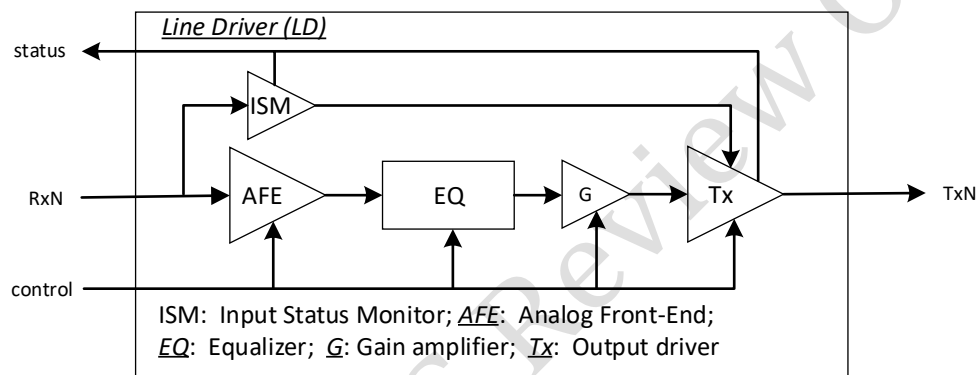 Line Driver (LD)
status
ISM
RxN
AFE
EQ
G
Tx
TxN
control
ISM: Input Status Monitor; AFE: Analog Front-End;
EQ: Equalizer; G: Gain amplifier; Tx: Output driver
Review